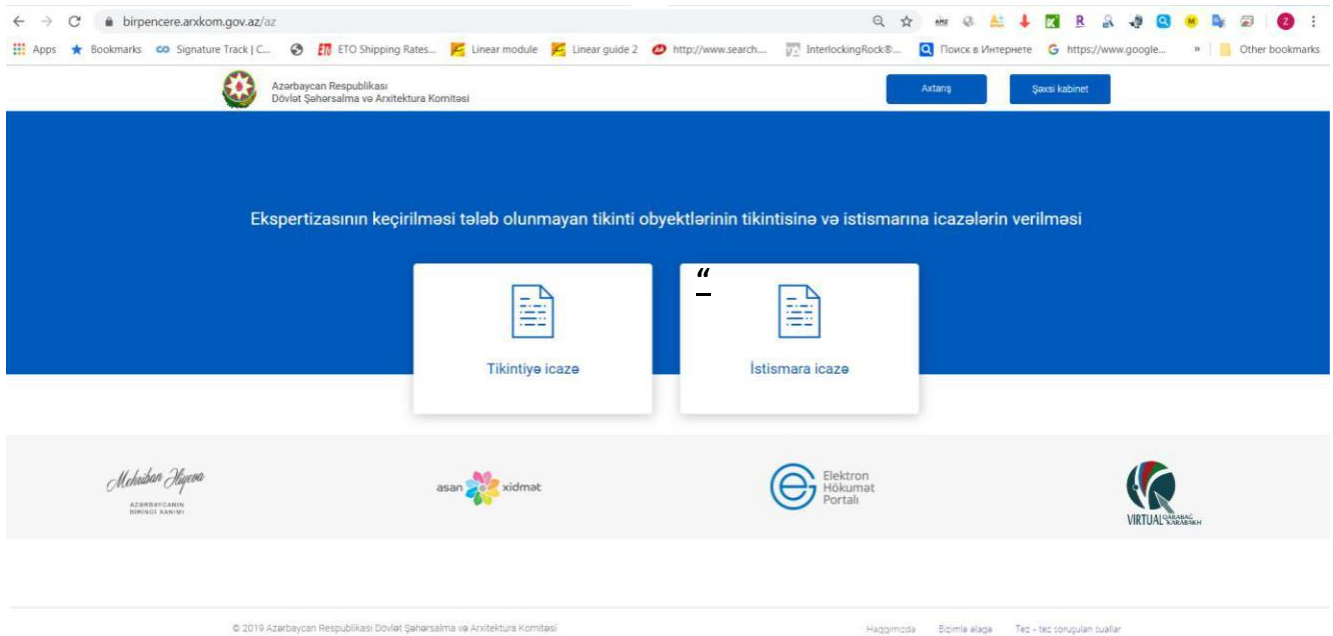 birpencere.arxkom.gov.az/az
Apps Bookmarks Signature Track | C... ETO Shipping Rates... Linear module Linear guide 2 http://www.search.... InterlockingRock®... Поиск в Интернете https://www.google... » Other bookmarks
Azərbaycan Respublikası
Dövlət Şəhərsalma və Arxitektura Komitəsi
Axtarış Şəxsi kabinet
Ekspertizasının keçirilməsi tələb olunmayan tikinti obyektlərinin tikintisinə və istismarına icazələrin verilməsi
“
Tikintiyə icazə İstismara icazə
Mehriban Əliyeva
AZƏRBAYCANIN
BİRİNCİ XANIMI
asan xidmət
Elektron
Hökumət
Portalı
VIRTUAL QARABAĞ KARABAKH
© 2019 Azərbaycan Respublikası Dövlət Şəhərsalma və Arxitektura Komitəsi
Haqqımızda Bizimlə əlaqə Tez - tez soruşulan suallar